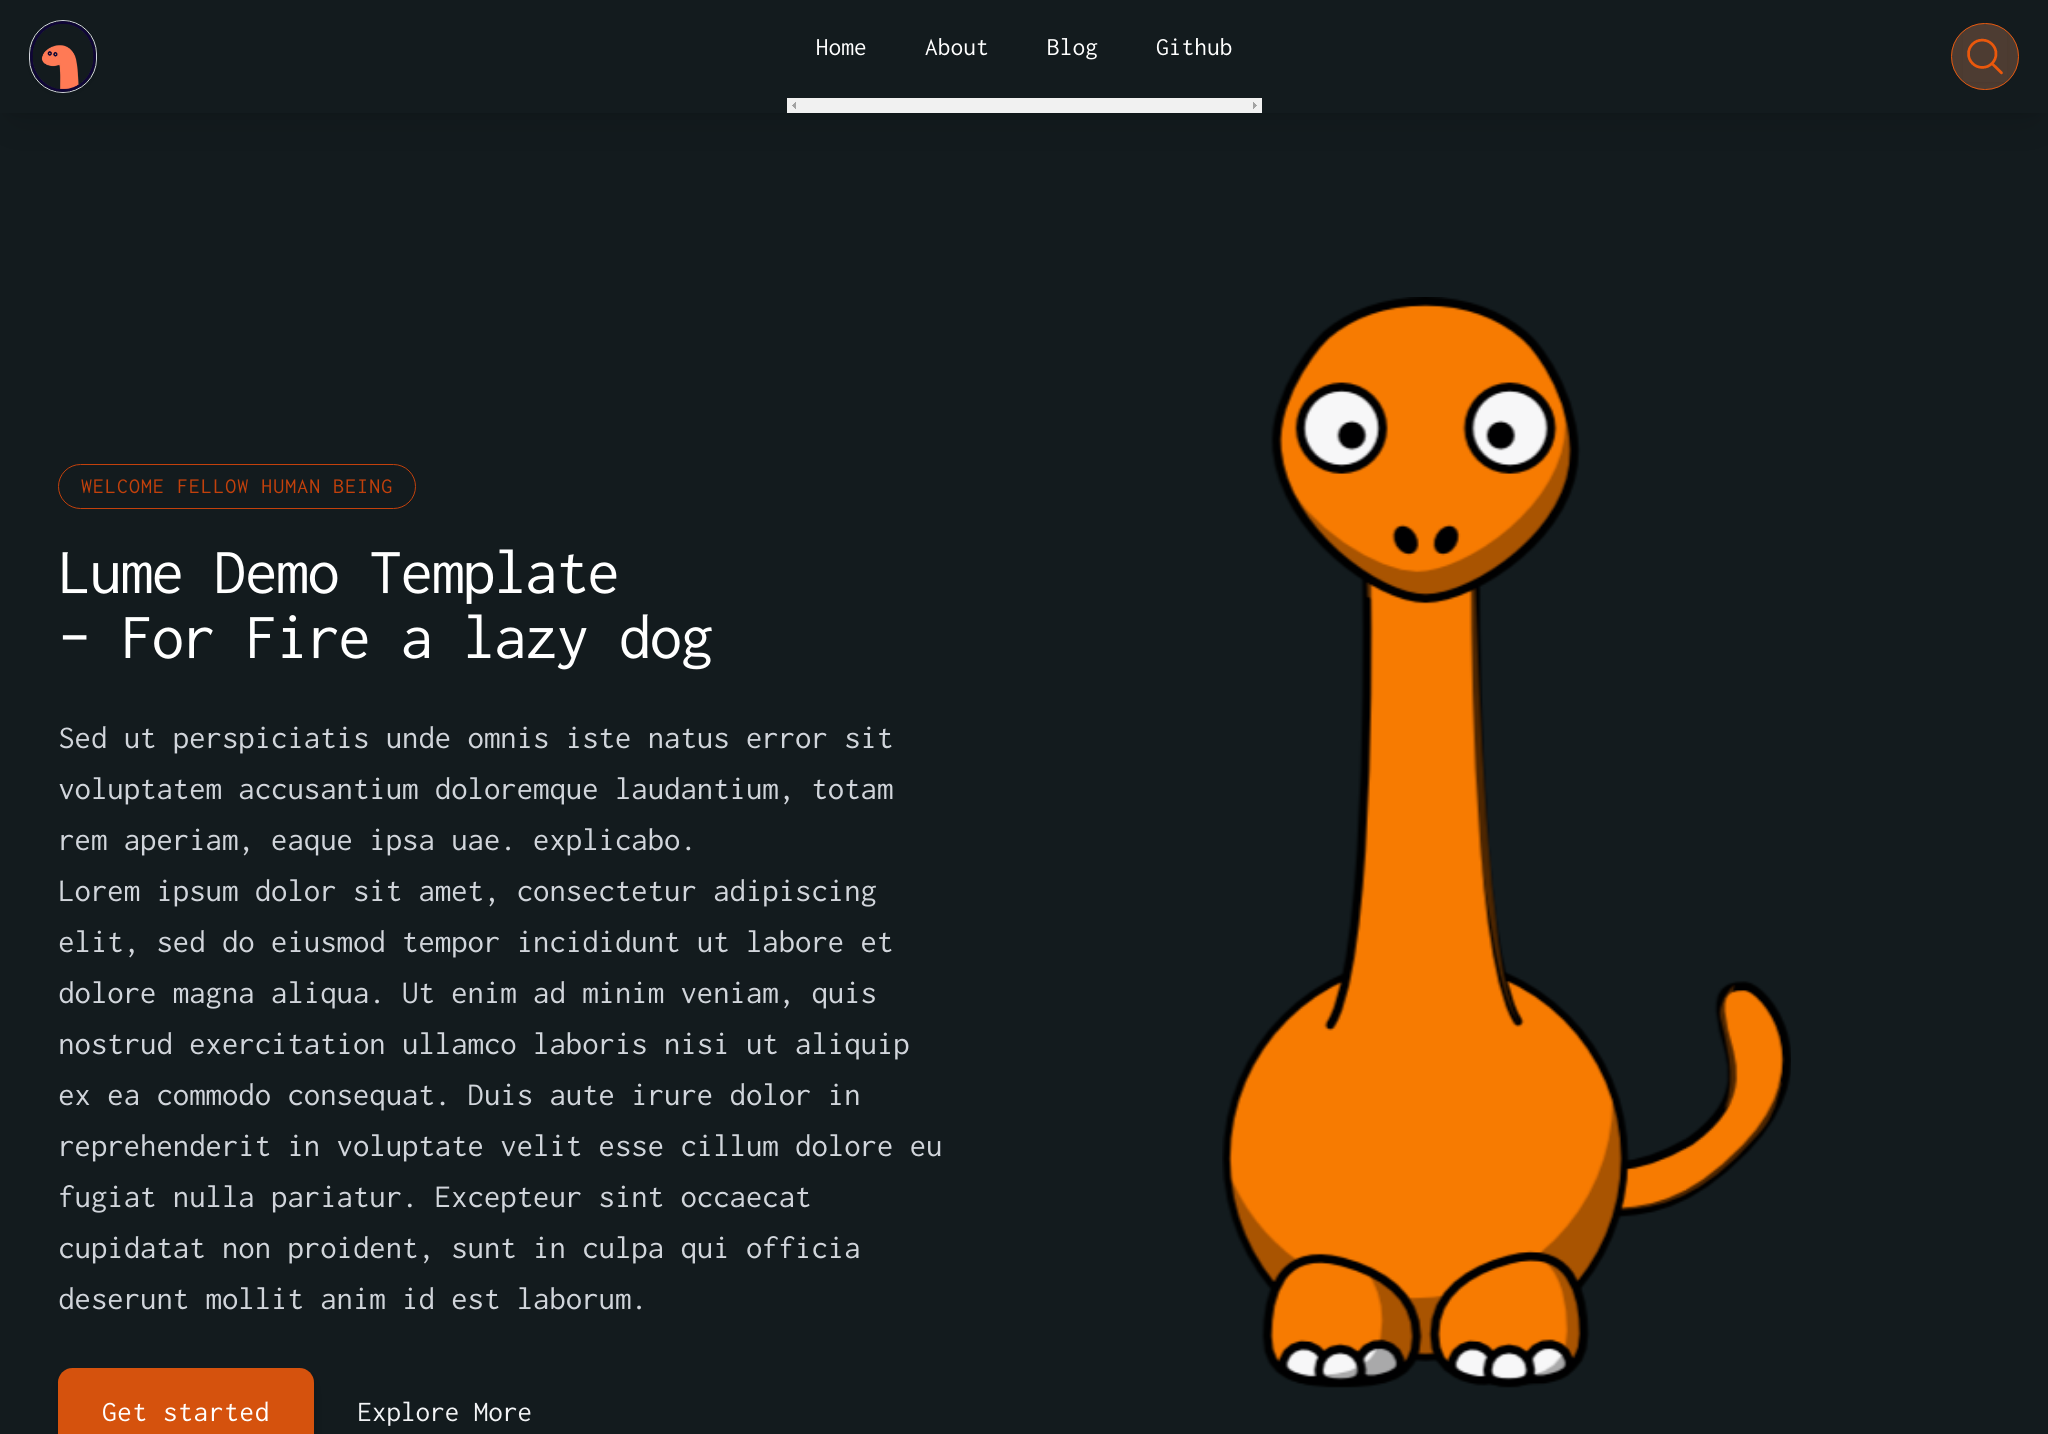 Home About Blog Github
WELCOME FELLOW HUMAN BEING
Lume Demo Template
– For Fire a lazy dog
Sed ut perspiciatis unde omnis iste natus error sit
voluptatem accusantium doloremque laudantium, totam
rem aperiam, eaque ipsa uae. explicabo.
Lorem ipsum dolor sit amet, consectetur adipiscing
elit, sed do eiusmod tempor incididunt ut labore et
dolore magna aliqua. Ut enim ad minim veniam, quis
nostrud exercitation ullamco laboris nisi ut aliquip
ex ea commodo consequat. Duis aute irure dolor in
reprehenderit in voluptate velit esse cillum dolore eu
fugiat nulla pariatur. Excepteur sint occaecat
cupidatat non proident, sunt in culpa qui officia
deserunt mollit anim id est laborum.
Get started Explore More